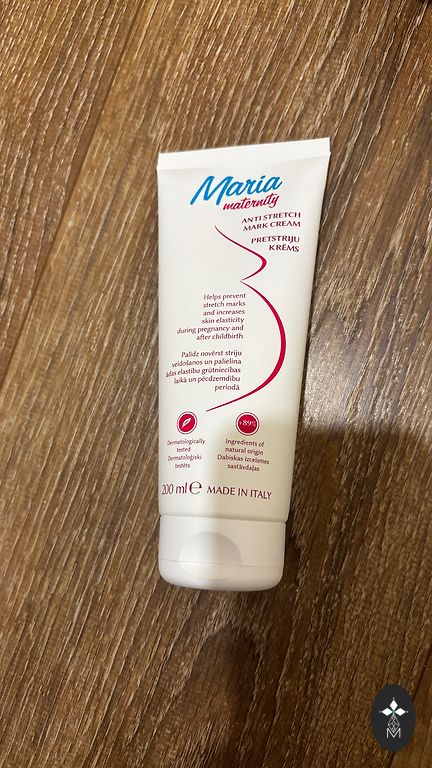 Maria
maternity
ANTI STRETCH
MARK CREAM
PRETSTRIJU
KRĒMS
Helps prevent
stretch marks
and increases
skin elasticity
during pregnancy and
after childbirth
Palīdz novērst striju
veidošanos un palielina
ādas elastību grūtniecības
laikā un pēcdzemdību
periodā
+89%
Dermatologically
tested
Dermatoloģiski
testēts
Ingredients of
natural origin
Dabiskas izcelsmes
sastāvdaļas
200 ml e MADE IN ITALY
M